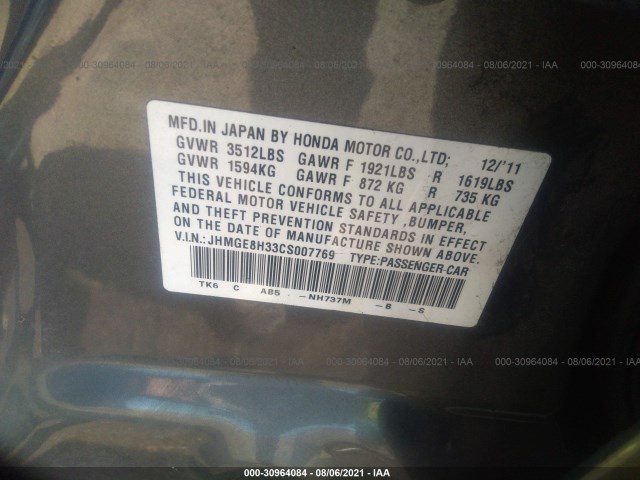 000-30964084 - 08/06/2021 - IAA
000-30964084 - 08/06/2021 - IAA
000-30964084 - 08/06/2021 - IAA
MFD.IN JAPAN BY HONDA MOTOR CO.,LTD; 12/'11
GVWR 3512LBS GAWR F 1921LBS R 1619LBS
GVWR 1594KG GAWR F 872 KG R 735 KG
THIS VEHICLE CONFORMS TO ALL APPLICABLE
FEDERAL MOTOR VEHICLE SAFETY ,BUMPER,
AND THEFT PREVENTION STANDARDS IN EFFECT
ON THE DATE OF MANUFACTURE SHOWN ABOVE.
V.I.N.: JHMGE8H33CS007769 TYPE:PASSENGER CAR
TK6 C A85 -NH737M -B -S
000-30964084 - 08/06/2021 - IAA
000-30964084 - 08/06/2021 - IAA